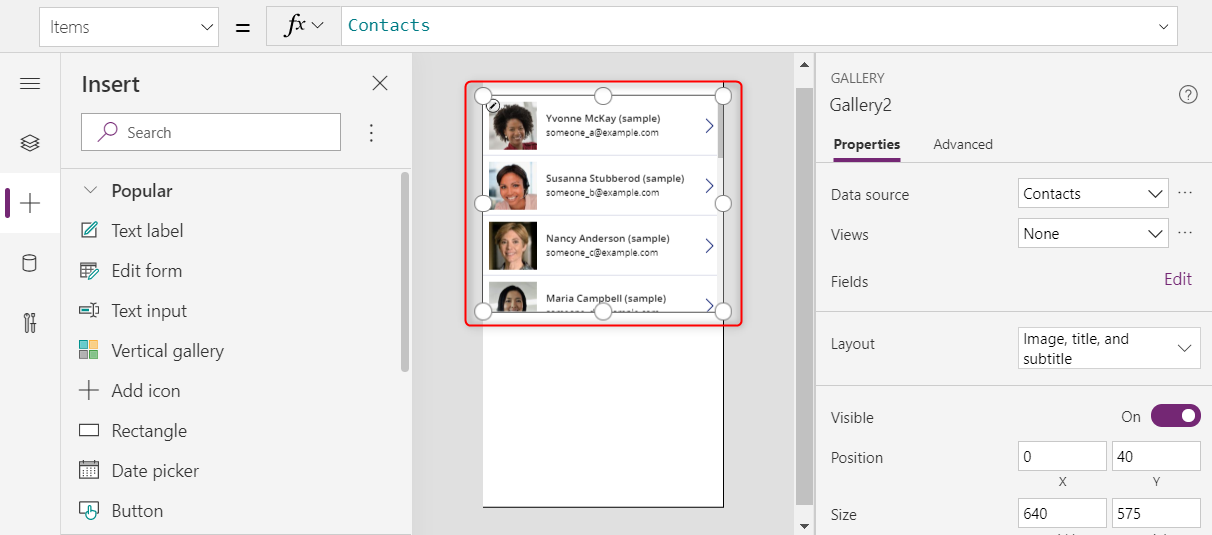 Items
=
fx
Contacts
Insert
Search
Popular
Text label
Edit form
Text input
Vertical gallery
Add icon
Rectangle
Date picker
Button
Yvonne McKay (sample)
someone_a@example.com
Susanna Stubberod (sample)
someone_b@example.com
Nancy Anderson (sample)
someone_c@example.com
Maria Campbell (sample)
GALLERY
Gallery2
Properties Advanced
Data source Contacts
Views None
Fields Edit
Layout Image, title, and
subtitle
Visible On
Position 0 40
X Y
Size 640 575